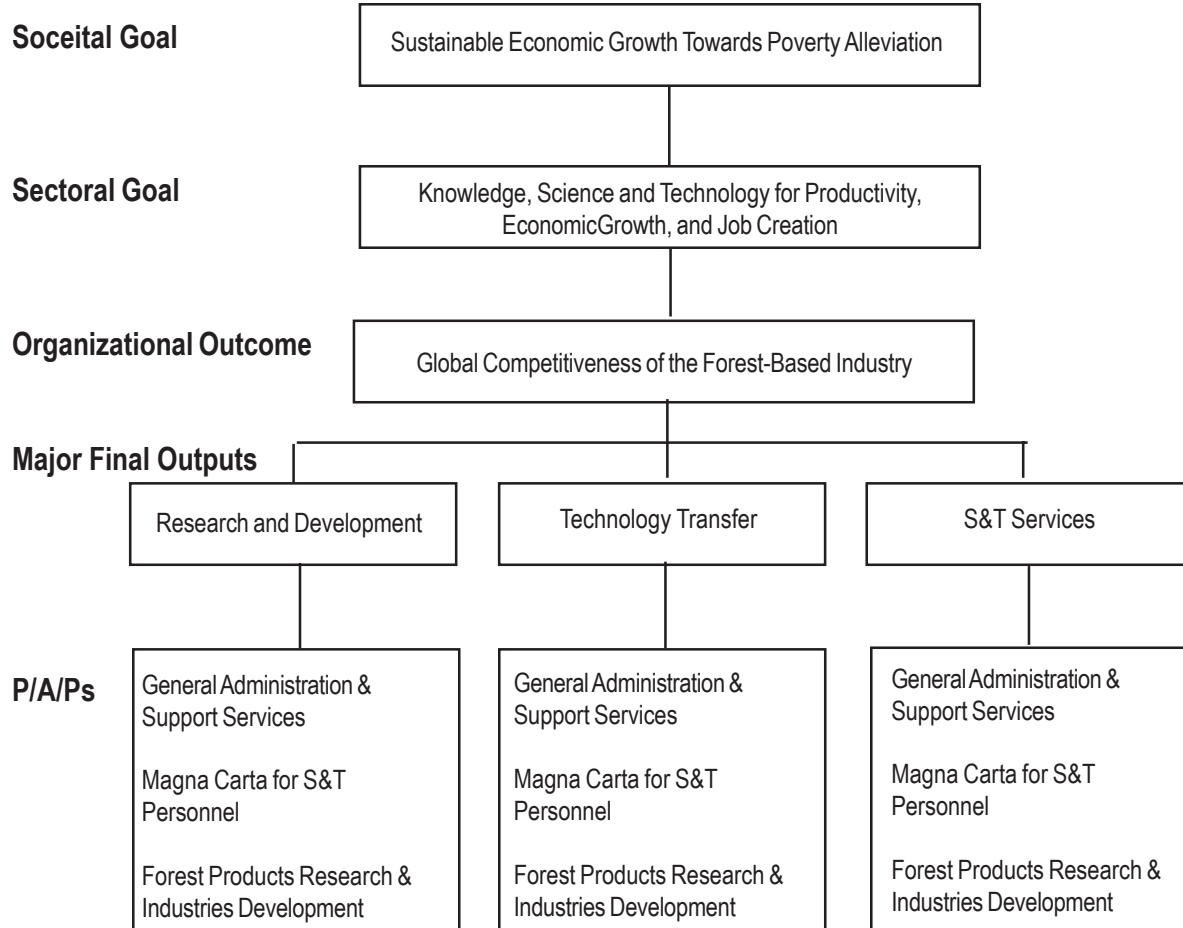 Soceital Goal
Sustainable Economic Growth Towards Poverty Alleviation
Sectoral Goal
Knowledge, Science and Technology for Productivity,
EconomicGrowth, and Job Creation
Organizational Outcome
Global Competitiveness of the Forest-Based Industry
Major Final Outputs
Research and Development
Technology Transfer
S&T Services
P/A/Ps
General Administration &
Support Services
Magna Carta for S&T
Personnel
Forest Products Research &
Industries Development
General Administration &
Support Services
Magna Carta for S&T
Personnel
Forest Products Research &
Industries Development
General Administration &
Support Services
Magna Carta for S&T
Personnel
Forest Products Research &
Industries Development